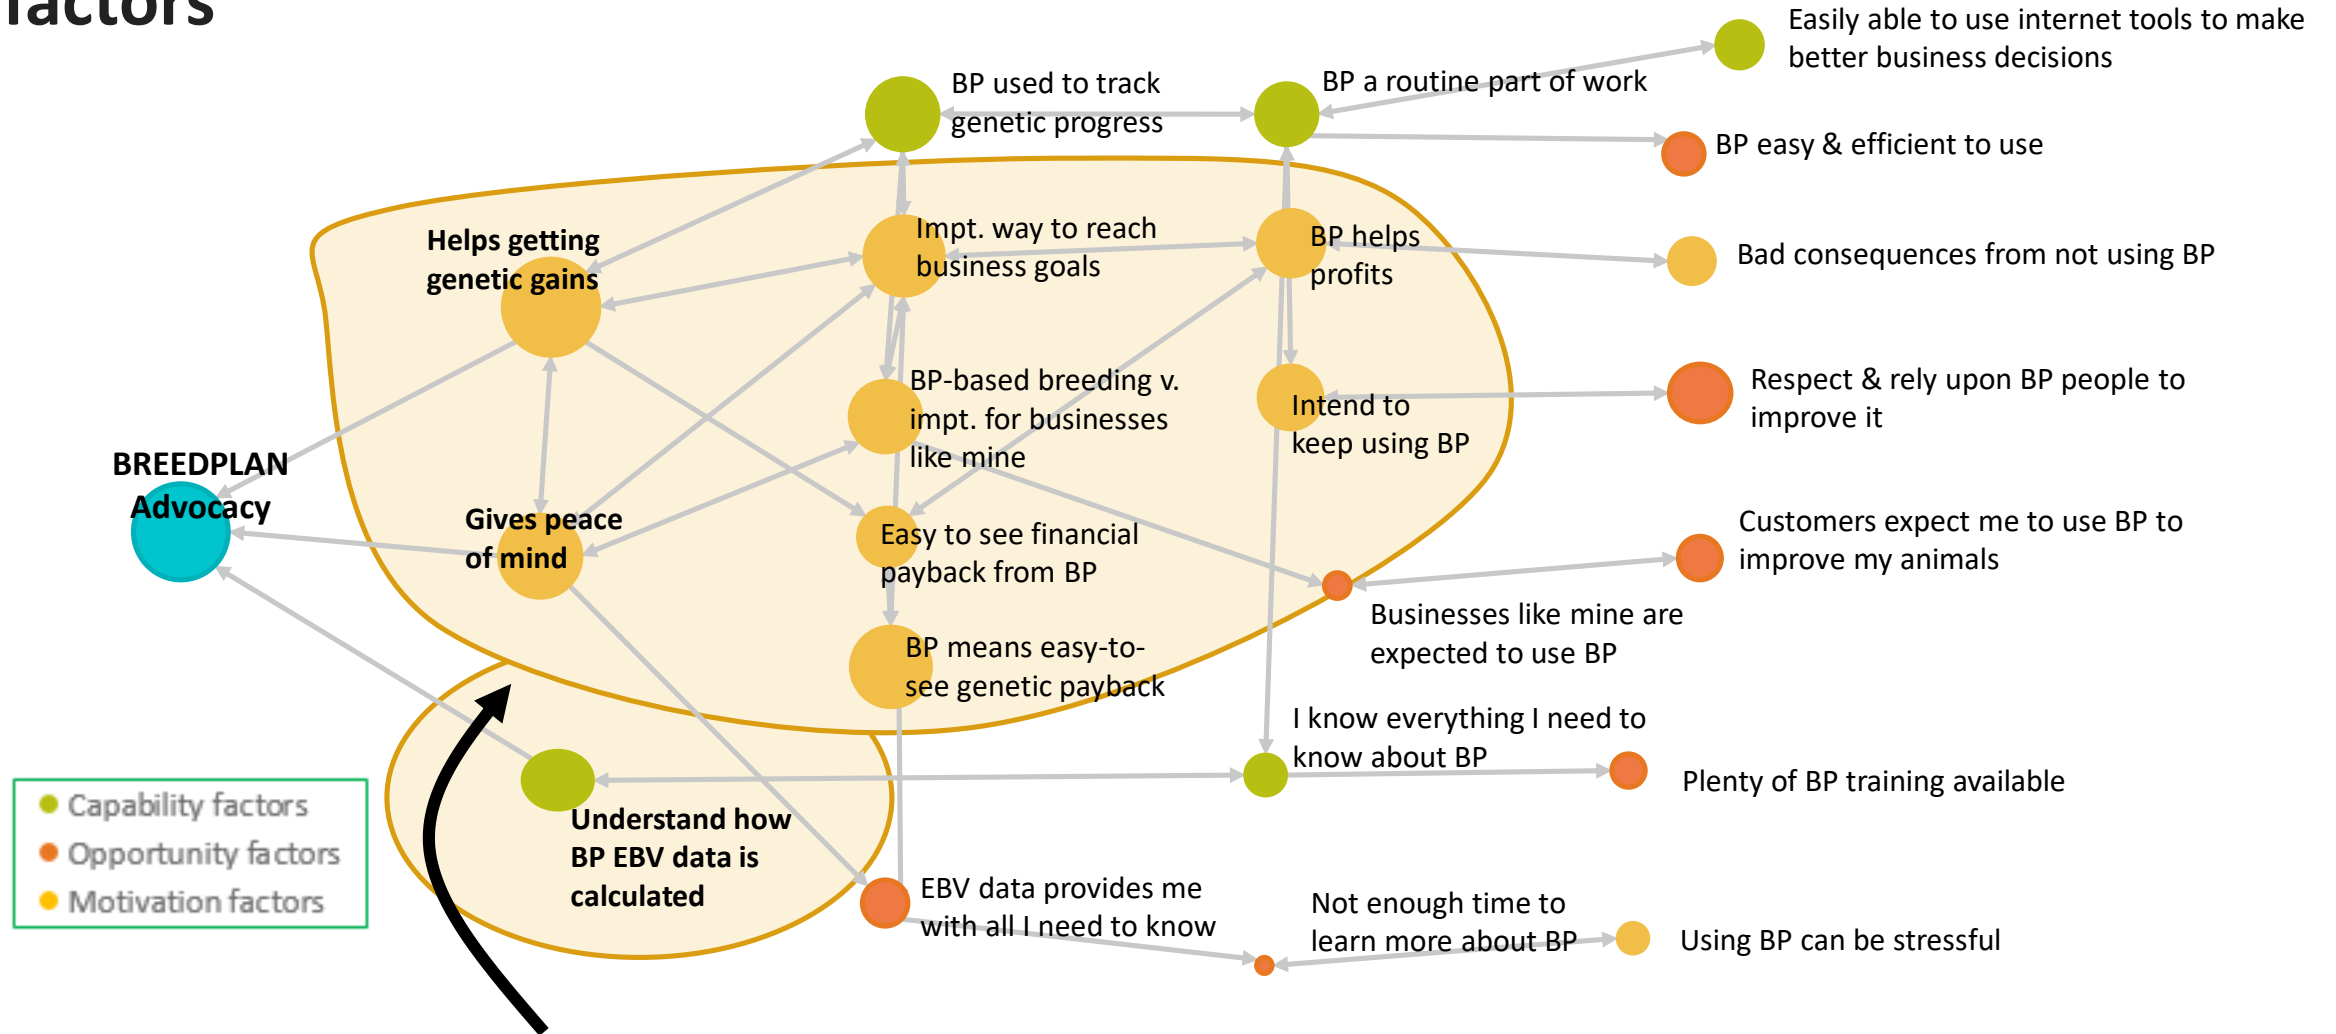 factors
Easily able to use internet tools to make
better business decisions
BP used to track
genetic progress
BP a routine part of work
BP easy & efficient to use
Helps getting
genetic gains
Impt. way to reach
business goals
BP helps
profits
Bad consequences from not using BP
BP-based breeding v.
impt. for businesses
like mine
Intend to
keep using BP
Respect & rely upon BP people to
improve it
BREEDPLAN
Advocacy
Gives peace
of mind
Easy to see financial
payback from BP
Customers expect me to use BP to
improve my animals
Businesses like mine are
expected to use BP
BP means easy-to-
see genetic payback
I know everything I need to
know about BP
Plenty of BP training available
Capability factors
Opportunity factors
Motivation factors
Understand how
BP EBV data is
calculated
EBV data provides me
with all I need to know
Not enough time to
learn more about BP
Using BP can be stressful